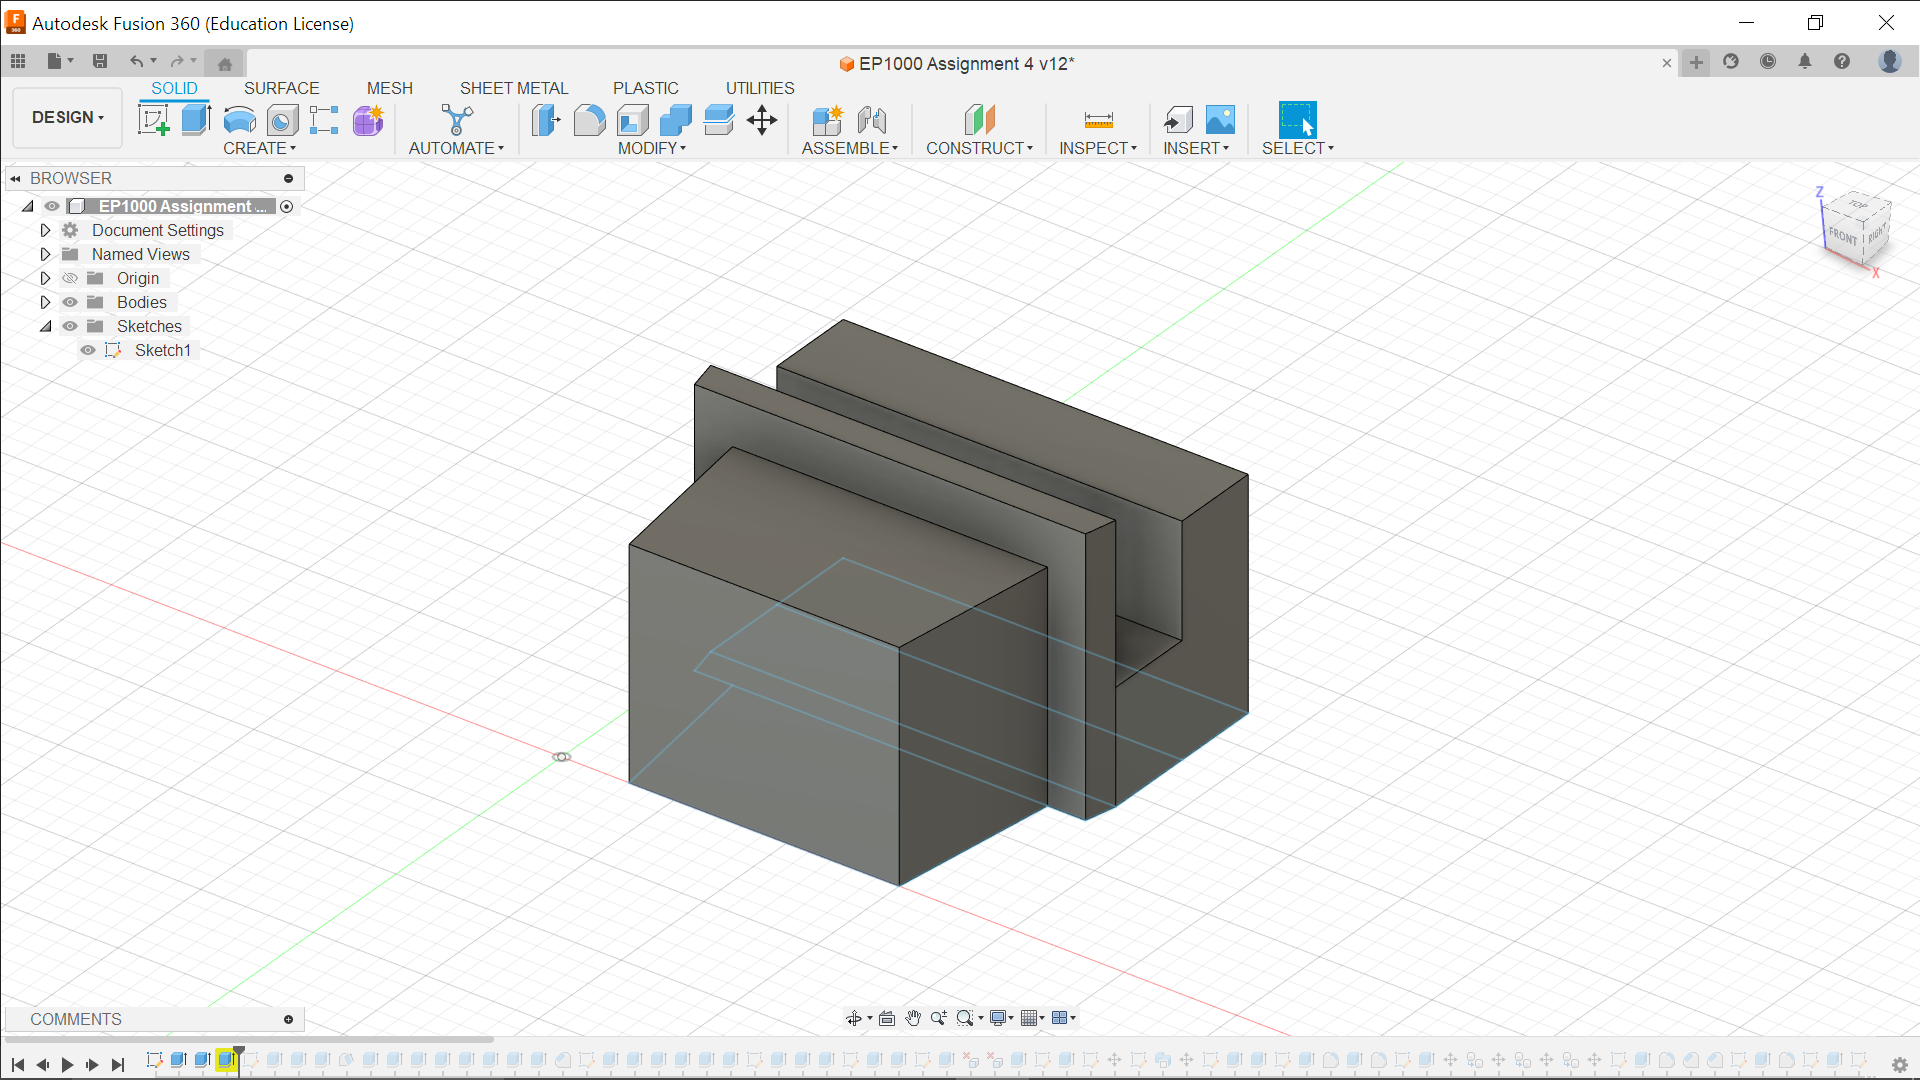 Autodesk Fusion 360 (Education License)
EP1000 Assignment 4 v12*
SOLID SURFACE MESH SHEET METAL PLASTIC UTILITIES
DESIGN
CREATE AUTOMATE MODIFY ASSEMBLE CONSTRUCT INSPECT INSERT SELECT
BROWSER
EP1000 Assignment ...
Document Settings
Named Views
Origin
Bodies
Sketches
Sketch1
Z
TOP
FRONT
RIGHT
X
COMMENTS